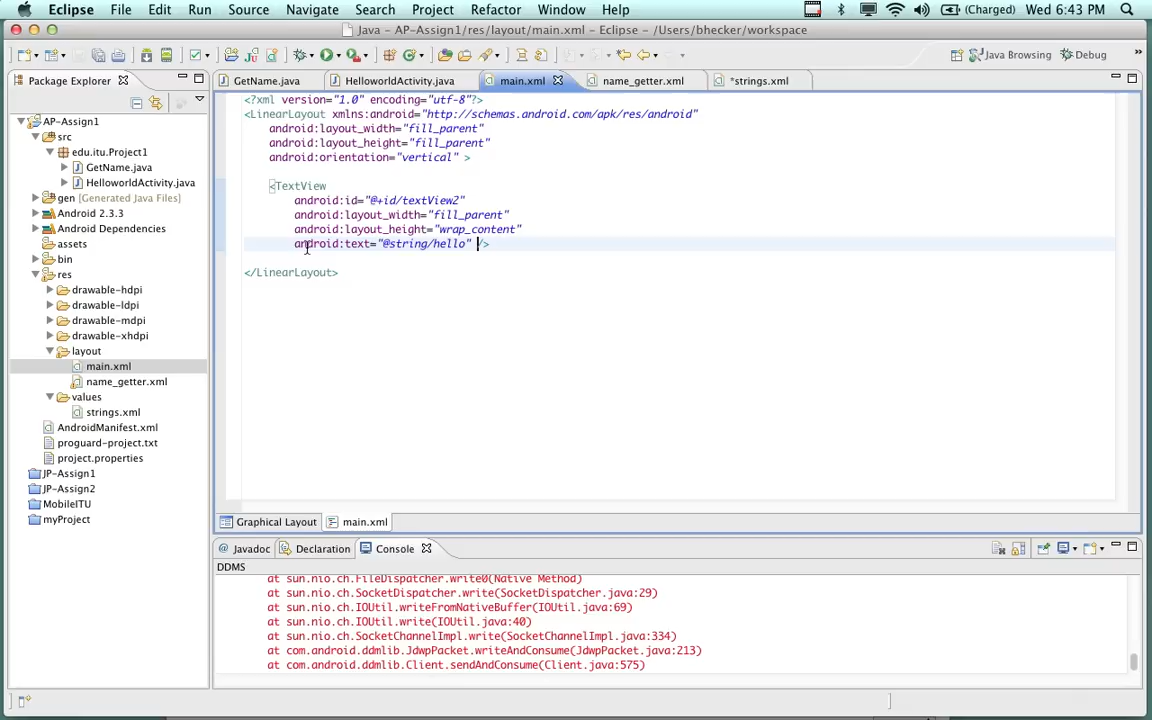 Eclipse File Edit Run Source Navigate Search Project Refactor Window Help (Charged) Wed 6:43 PM
Java - AP-Assign1/res/layout/main.xml - Eclipse - /Users/bhecker/workspace
Java Browsing Debug
Package Explorer
GetName.java HelloworldActivity.java main.xml name_getter.xml *strings.xml
AP-Assign1
src
edu.itu.Project1
GetName.java
HelloworldActivity.java
gen [Generated Java Files]
Android 2.3.3
Android Dependencies
assets
bin
res
drawable-hdpi
drawable-ldpi
drawable-mdpi
drawable-xhdpi
layout
main.xml
name_getter.xml
values
strings.xml
AndroidManifest.xml
proguard-project.txt
project.properties
JP-Assign1
JP-Assign2
MobileITU
myProject
<?xml version="1.0" encoding="utf-8"?>
<LinearLayout xmlns:android="http://schemas.android.com/apk/res/android"
android:layout_width="fill_parent"
android:layout_height="fill_parent"
android:orientation="vertical" >
<TextView
android:id="@+id/textView2"
android:layout_width="fill_parent"
android:layout_height="wrap_content"
android:text="@string/hello" />
</LinearLayout>
Graphical Layout main.xml
Javadoc Declaration Console
DDMS
at sun.nio.ch.FileDispatcher.write0(Native Method)
at sun.nio.ch.SocketDispatcher.write(SocketDispatcher.java:29)
at sun.nio.ch.IOUtil.writeFromNativeBuffer(IOUtil.java:69)
at sun.nio.ch.IOUtil.write(IOUtil.java:40)
at sun.nio.ch.SocketChannelImpl.write(SocketChannelImpl.java:334)
at com.android.ddmlib.JdwpPacket.writeAndConsume(JdwpPacket.java:213)
at com.android.ddmlib.Client.sendAndConsume(Client.java:575)